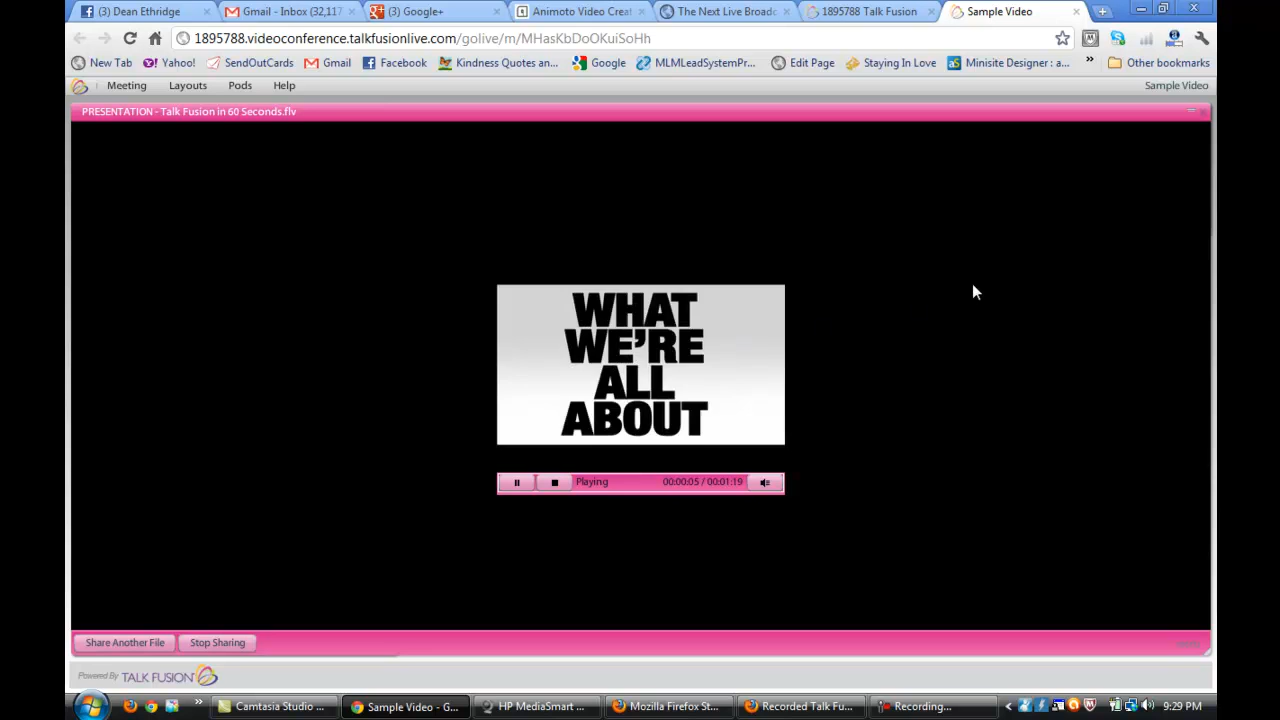 (3) Dean Ethridge
Gmail - Inbox (32,117
(3) Google+
Animoto Video Creat
The Next Live Broadc
1895788 Talk Fusion
Sample Video
1895788.videoconference.talkfusionlive.com/golive/m/MHasKbDoOKuiSoHh
New Tab
Yahoo!
SendOutCards
Gmail
Facebook
Kindness Quotes an...
Google
MLMLeadSystemPr...
Edit Page
Staying In Love
Minisite Designer : a...
Other bookmarks
Meeting
Layouts
Pods
Help
Sample Video
PRESENTATION - Talk Fusion in 60 Seconds.flv
WHAT
WE'RE
ALL
ABOUT
Playing
00:00:05 / 00:01:19
Share Another File
Stop Sharing
Powered By TALK FUSION
Camtasia Studio ...
Sample Video - G...
HP MediaSmart ...
Mozilla Firefox St...
Recorded Talk Fu...
Recording...
9:29 PM